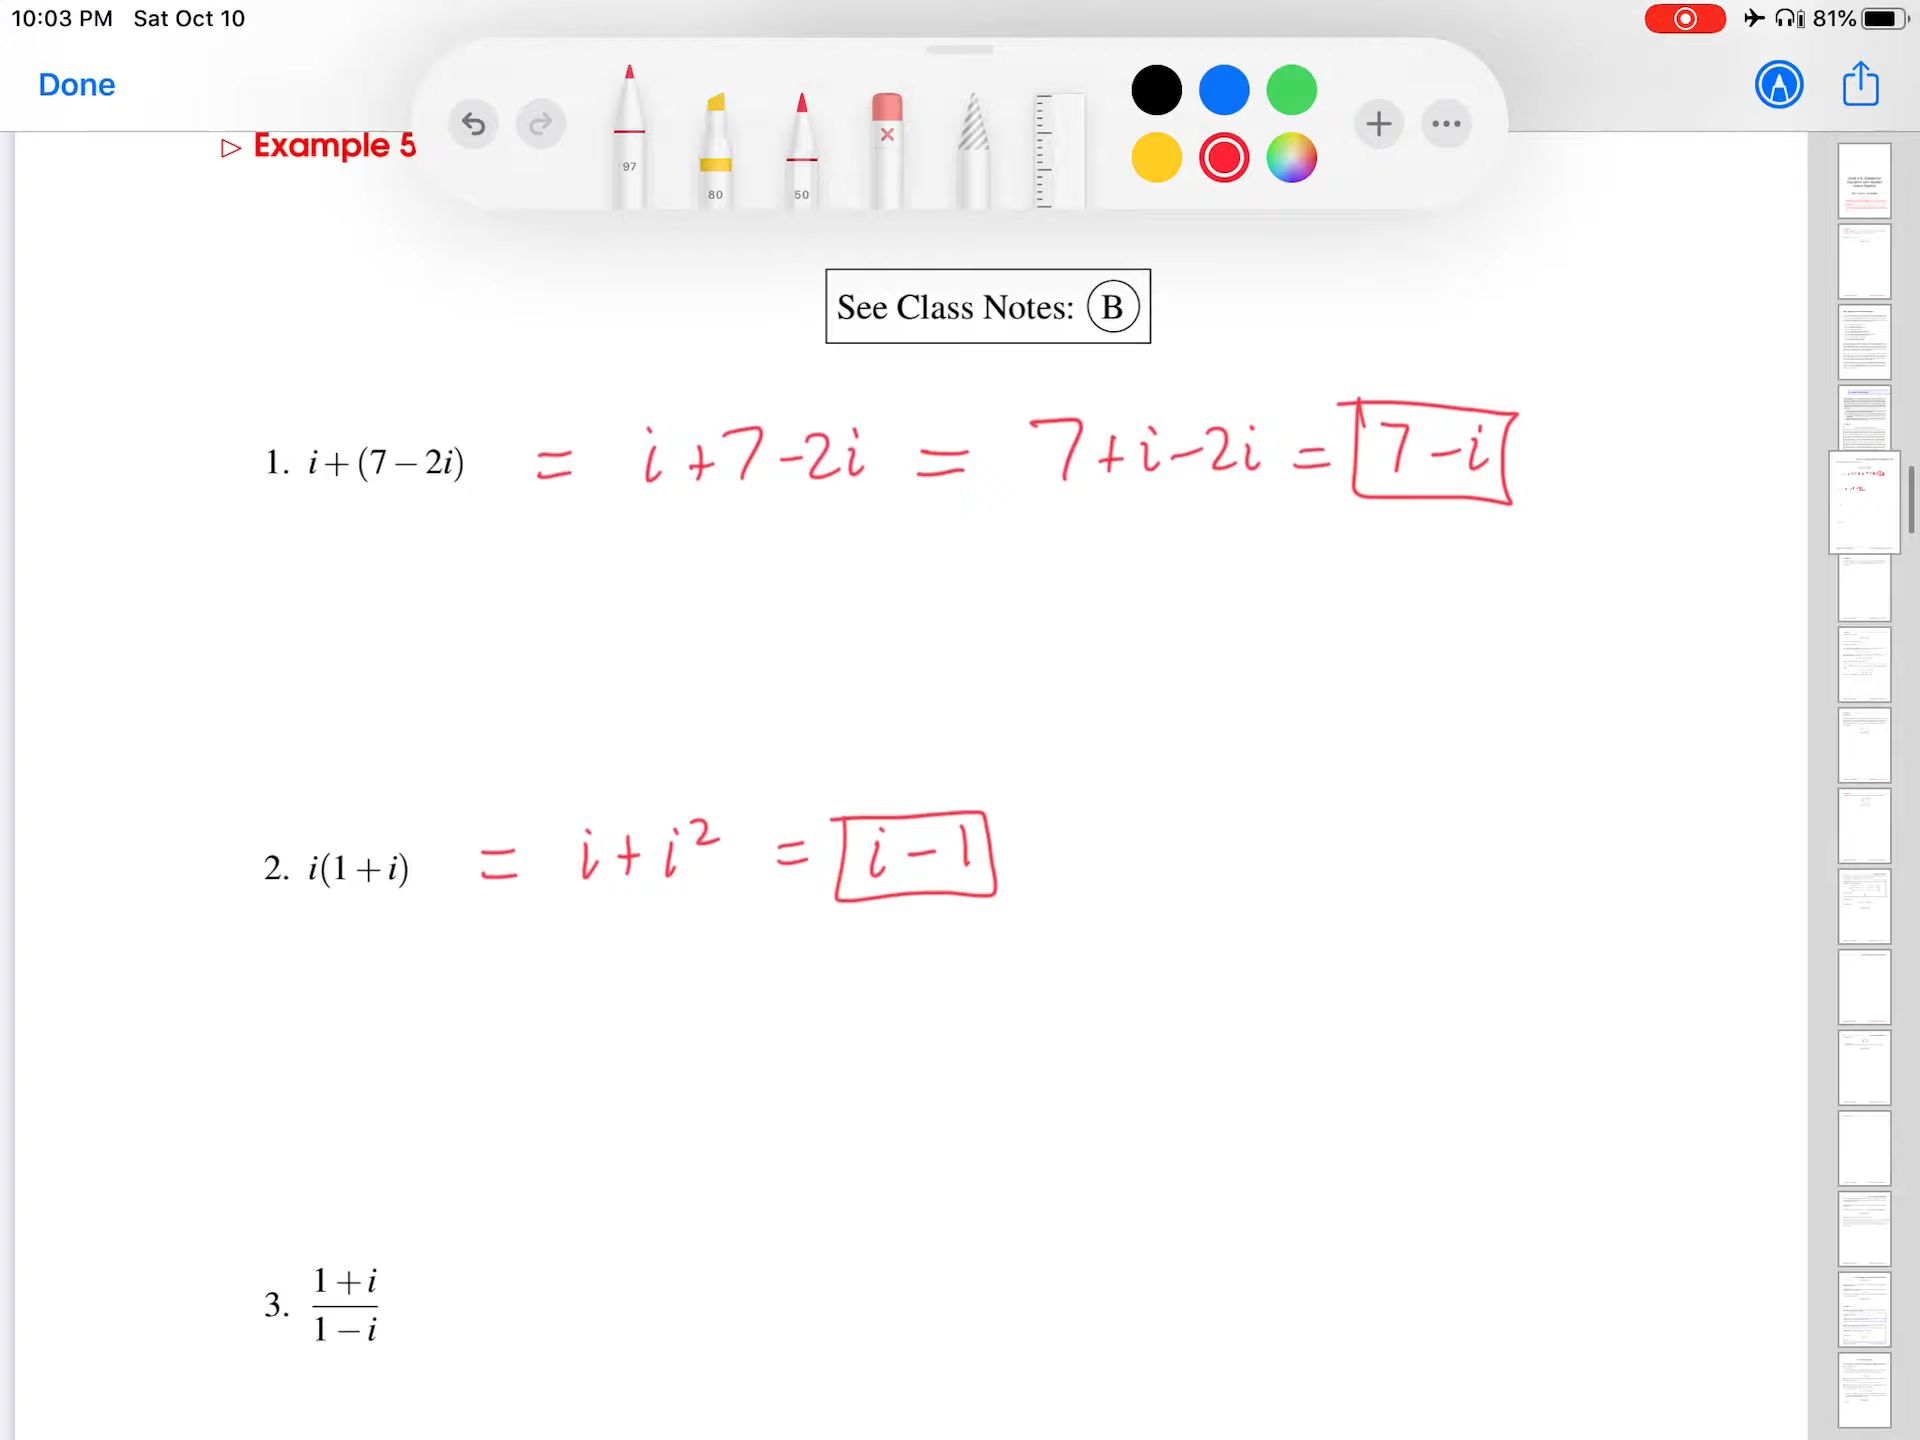 10:03 PM Sat Oct 10 81%
Done
97 80 50
▷ Example 5
See Class Notes: Ⓑ
1. i + (7 − 2i) = i + 7 - 2i = 7 + i - 2i = 7 - i
2. i(1 + i) = i + i² = i - 1
3. 1 + i
1 − i